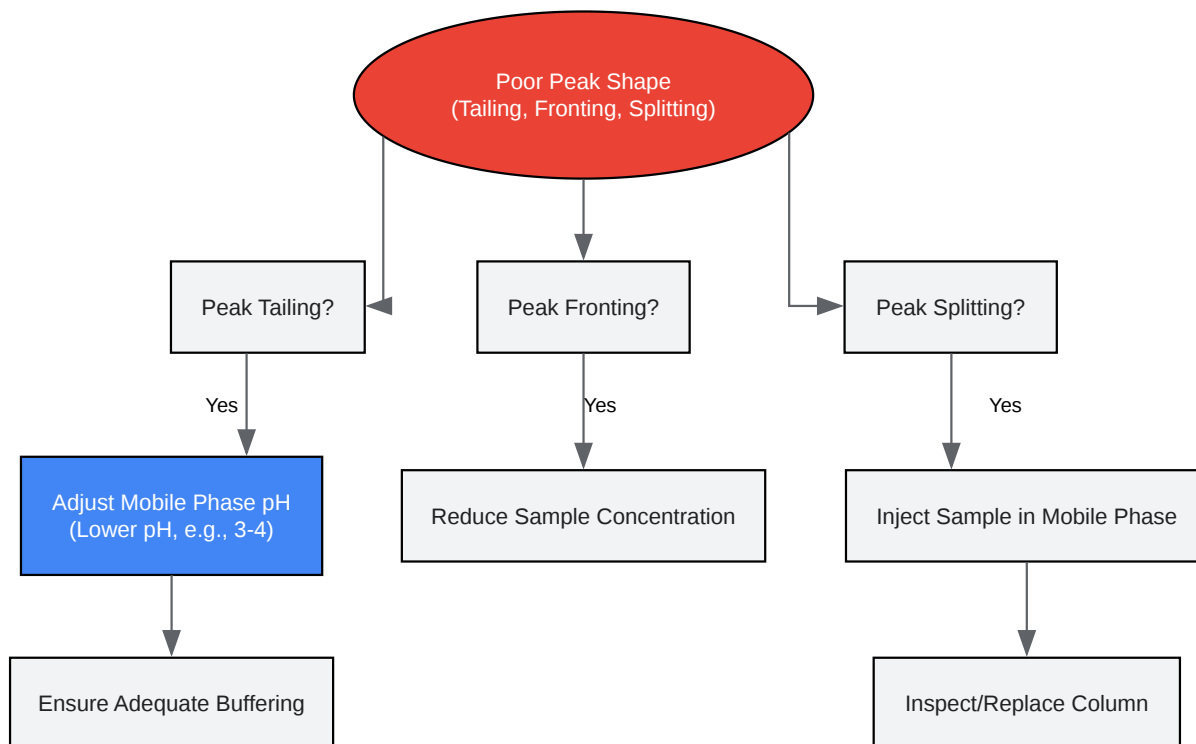 Poor Peak Shape
(Tailing, Fronting, Splitting)
Peak Tailing?
Peak Fronting?
Peak Splitting?
Yes
Yes
Yes
Adjust Mobile Phase pH
(Lower pH, e.g., 3-4)
Reduce Sample Concentration
Inject Sample in Mobile Phase
Ensure Adequate Buffering
Inspect/Replace Column